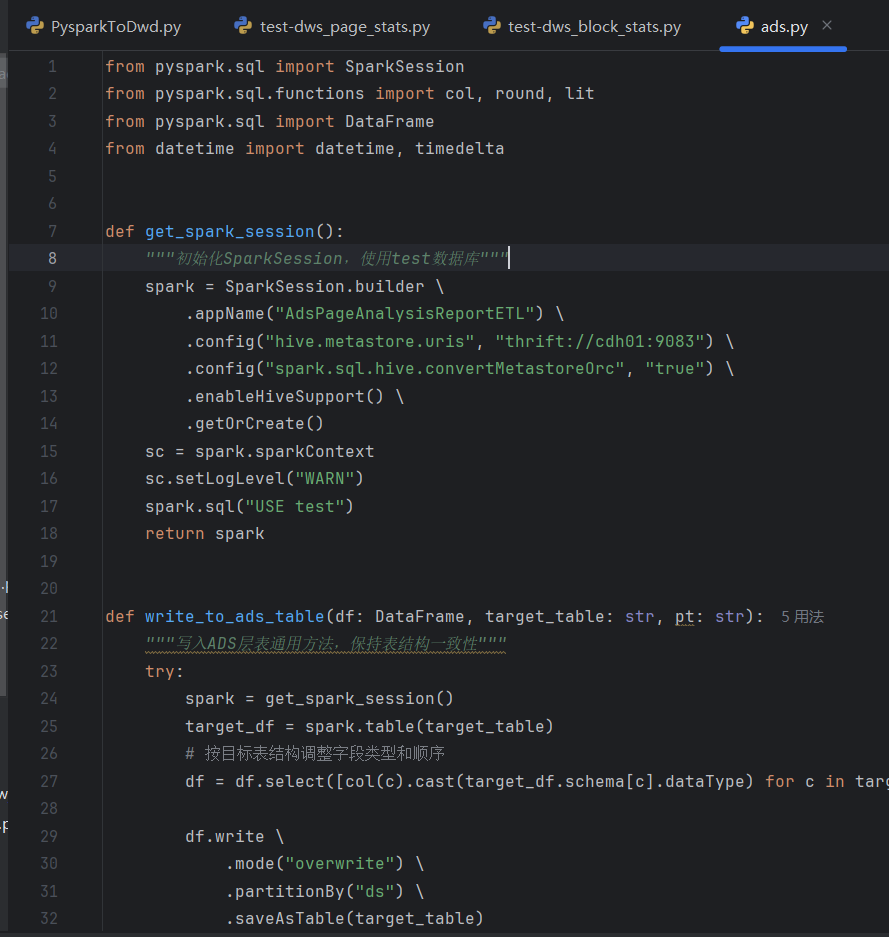 PysparkToDwd.py test-dws_page_stats.py test-dws_block_stats.py ads.py
1 from pyspark.sql import SparkSession
2 from pyspark.sql.functions import col, round, lit
3 from pyspark.sql import DataFrame
4 from datetime import datetime, timedelta
5
6
7 def get_spark_session():
8 """初始化SparkSession，使用test数据库"""
9 spark = SparkSession.builder \
10 .appName("AdsPageAnalysisReportETL") \
11 .config("hive.metastore.uris", "thrift://cdh01:9083") \
12 .config("spark.sql.hive.convertMetastoreOrc", "true") \
13 .enableHiveSupport() \
14 .getOrCreate()
15 sc = spark.sparkContext
16 sc.setLogLevel("WARN")
17 spark.sql("USE test")
18 return spark
19
20
21 def write_to_ads_table(df: DataFrame, target_table: str, pt: str): 5 用法
22 """写入ADS层表通用方法，保持表结构一致性"""
23 try:
24 spark = get_spark_session()
25 target_df = spark.table(target_table)
26 # 按目标表结构调整字段类型和顺序
27 df = df.select([col(c).cast(target_df.schema[c].dataType) for c in targ
28
29 df.write \
30 .mode("overwrite") \
31 .partitionBy("ds") \
32 .saveAsTable(target_table)